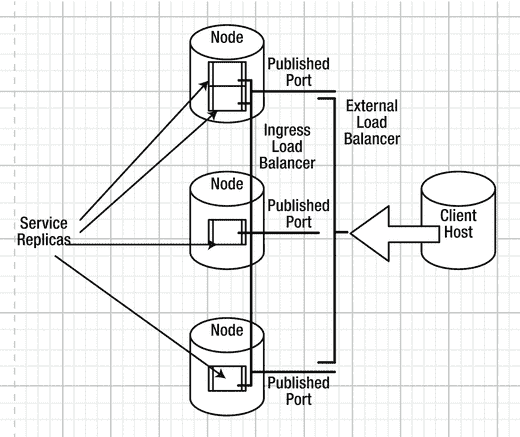 Node
Published
Port
External
Load
Balancer
Ingress
Load
Balancer
Node
Published
Port
Service
Replicas
Client
Host
Node
Published
Port